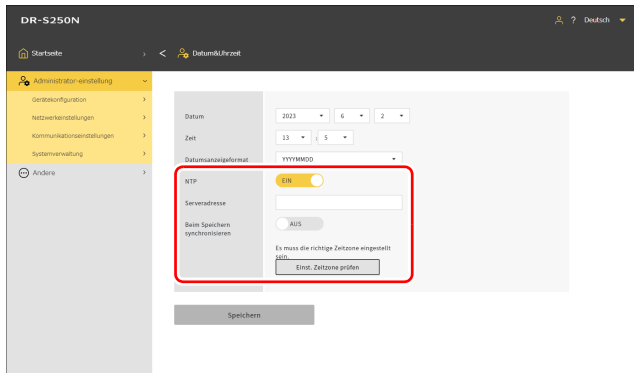 DR-S250N
? Deutsch
Startseite
Datum&Uhrzeit
Administrator-einstellung
Gerätekonfiguration
Netzwerkeinstellungen
Kommunikationseinstellungen
Systemverwaltung
Andere
Datum 2023 6 2
Zeit 13 : 5
Datumsanzeigeformat YYYYMMDD
NTP EIN
Serveradresse
Beim Speichern
synchronisieren
AUS
Es muss die richtige Zeitzone eingestellt
sein.
Einst. Zeitzone prüfen
Speichern